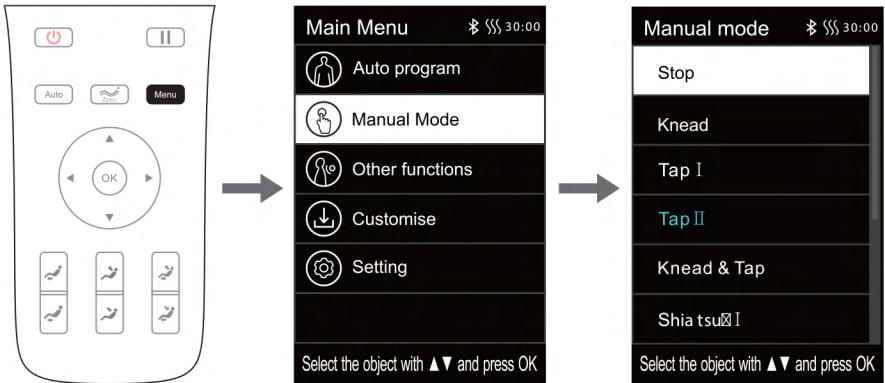 Auto
Zero
Menu
OK
Main Menu 30:00
Auto program
Manual Mode
Other functions
Customise
Setting
Select the object with ▲▼ and press OK
Manual mode 30:00
Stop
Knead
Tap Ⅰ
Tap Ⅱ
Knead & Tap
Shia tsu☒ Ⅰ
Select the object with ▲▼ and press OK